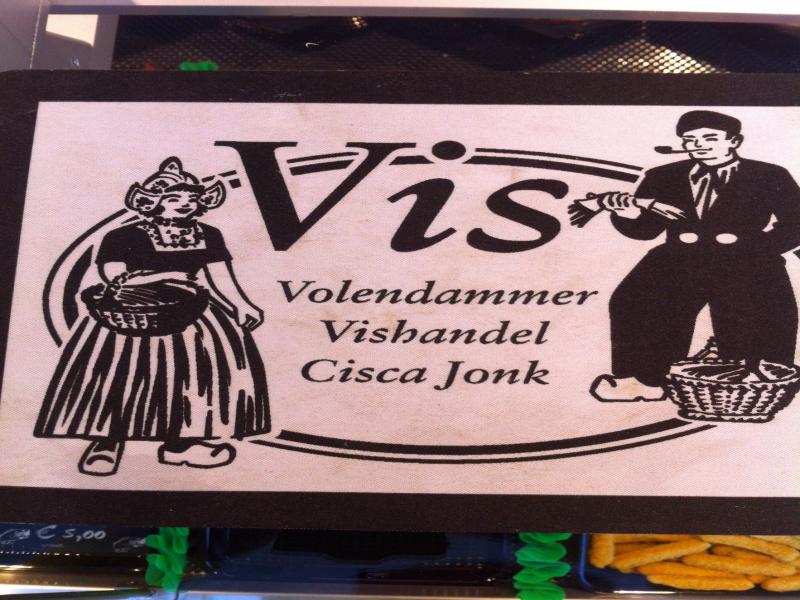 Vis
Volendammer
Vishandel
Cisca Jonk
€ 5,00